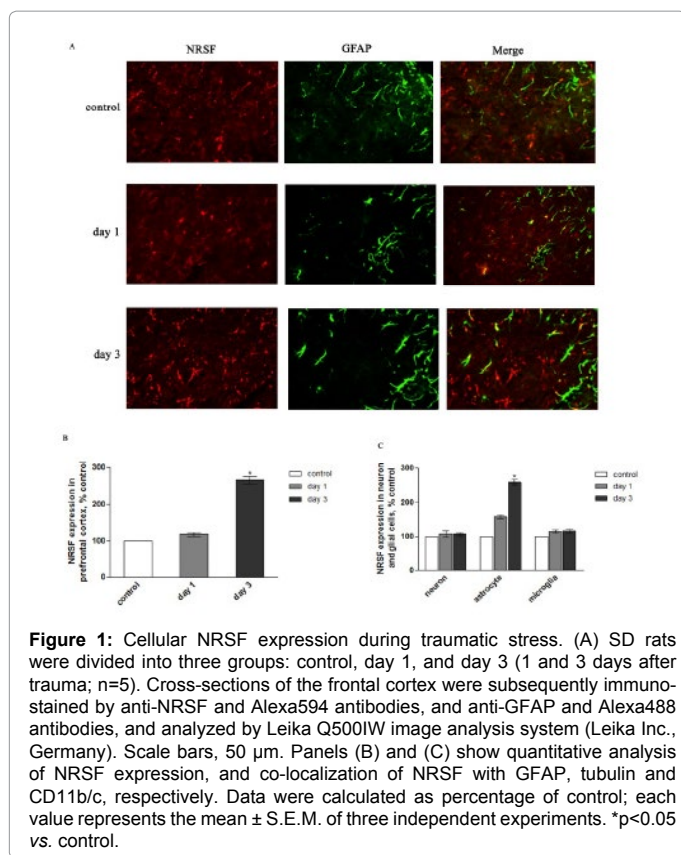 A
NRSF GFAP Merge
control
day 1
day 3
B
300
200
100
0
NRSF expression in
prefrontal cortex, % control
control
day 1
day 3
control
day 1
day 3
C
300
200
100
0
NRSF expression in neuron
and glial cells, % control
control
day 1
day 3
neuron
astrocyte
microglia
*
*
Figure 1: Cellular NRSF expression during traumatic stress. (A) SD rats
were divided into three groups: control, day 1, and day 3 (1 and 3 days after
trauma; n=5). Cross-sections of the frontal cortex were subsequently immuno-
stained by anti-NRSF and Alexa594 antibodies, and anti-GFAP and Alexa488
antibodies, and analyzed by Leika Q500IW image analysis system (Leika Inc.,
Germany). Scale bars, 50 μm. Panels (B) and (C) show quantitative analysis
of NRSF expression, and co-localization of NRSF with GFAP, tubulin and
CD11b/c, respectively. Data were calculated as percentage of control; each
value represents the mean ± S.E.M. of three independent experiments. *p<0.05
vs. control.